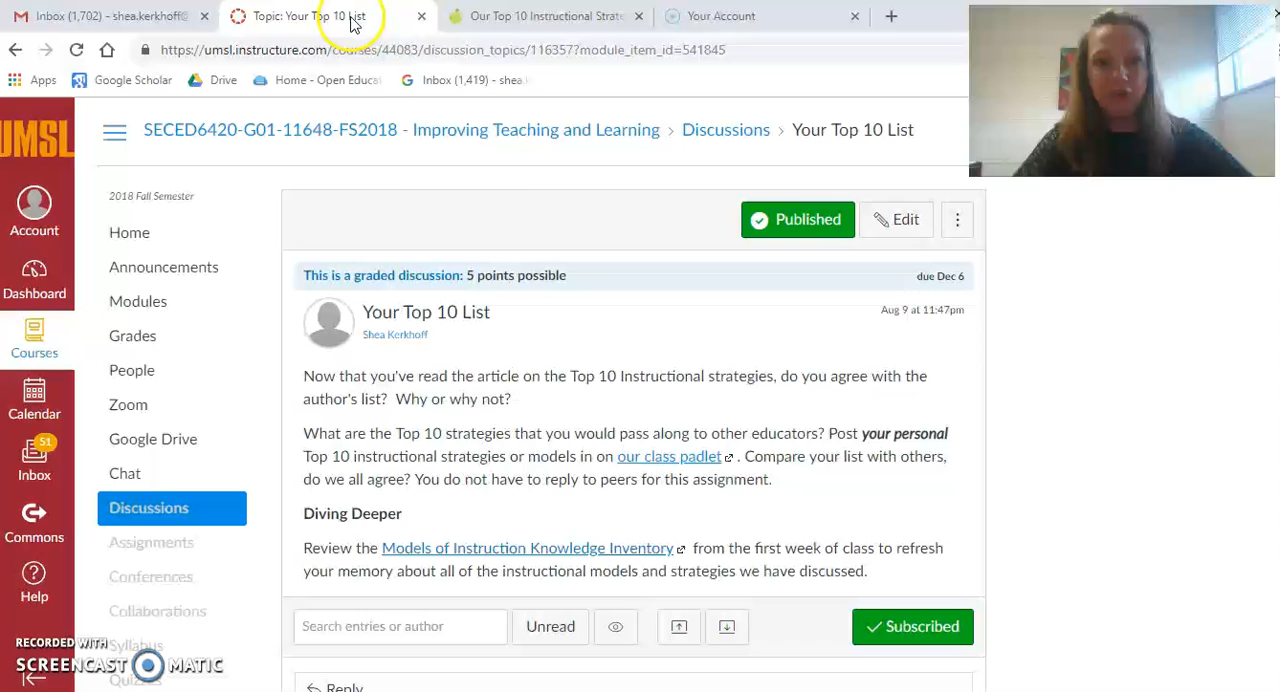 Inbox (1,702) - shea.kerkhoff@
Topic: Your Top 10 List
Our Top 10 Instructional Strate
Your Account
https://umsl.instructure.com/courses/44083/discussion_topics/116357?module_item_id=541845
Apps
Google Scholar
Drive
Home - Open Educat
Inbox (1,419) - shea.
UMSL
Account
Dashboard
Courses
Calendar
51
Inbox
Commons
Help
SECED6420-G01-11648-FS2018 - Improving Teaching and Learning > Discussions > Your Top 10 List
2018 Fall Semester
Home
Announcements
Modules
Grades
People
Zoom
Google Drive
Chat
Discussions
Assignments
Conferences
Collaborations
Syllabus
Quizzes
Published
Edit
This is a graded discussion: 5 points possible
due Dec 6
Your Top 10 List
Aug 9 at 11:47pm
Shea Kerkhoff
Now that you've read the article on the Top 10 Instructional strategies, do you agree with the
author's list? Why or why not?
What are the Top 10 strategies that you would pass along to other educators? Post your personal
Top 10 instructional strategies or models in on our class padlet . Compare your list with others,
do we all agree? You do not have to reply to peers for this assignment.
Diving Deeper
Review the Models of Instruction Knowledge Inventory from the first week of class to refresh
your memory about all of the instructional models and strategies we have discussed.
Search entries or author
Unread
Subscribed
Reply
RECORDED WITH
SCREENCAST MATIC